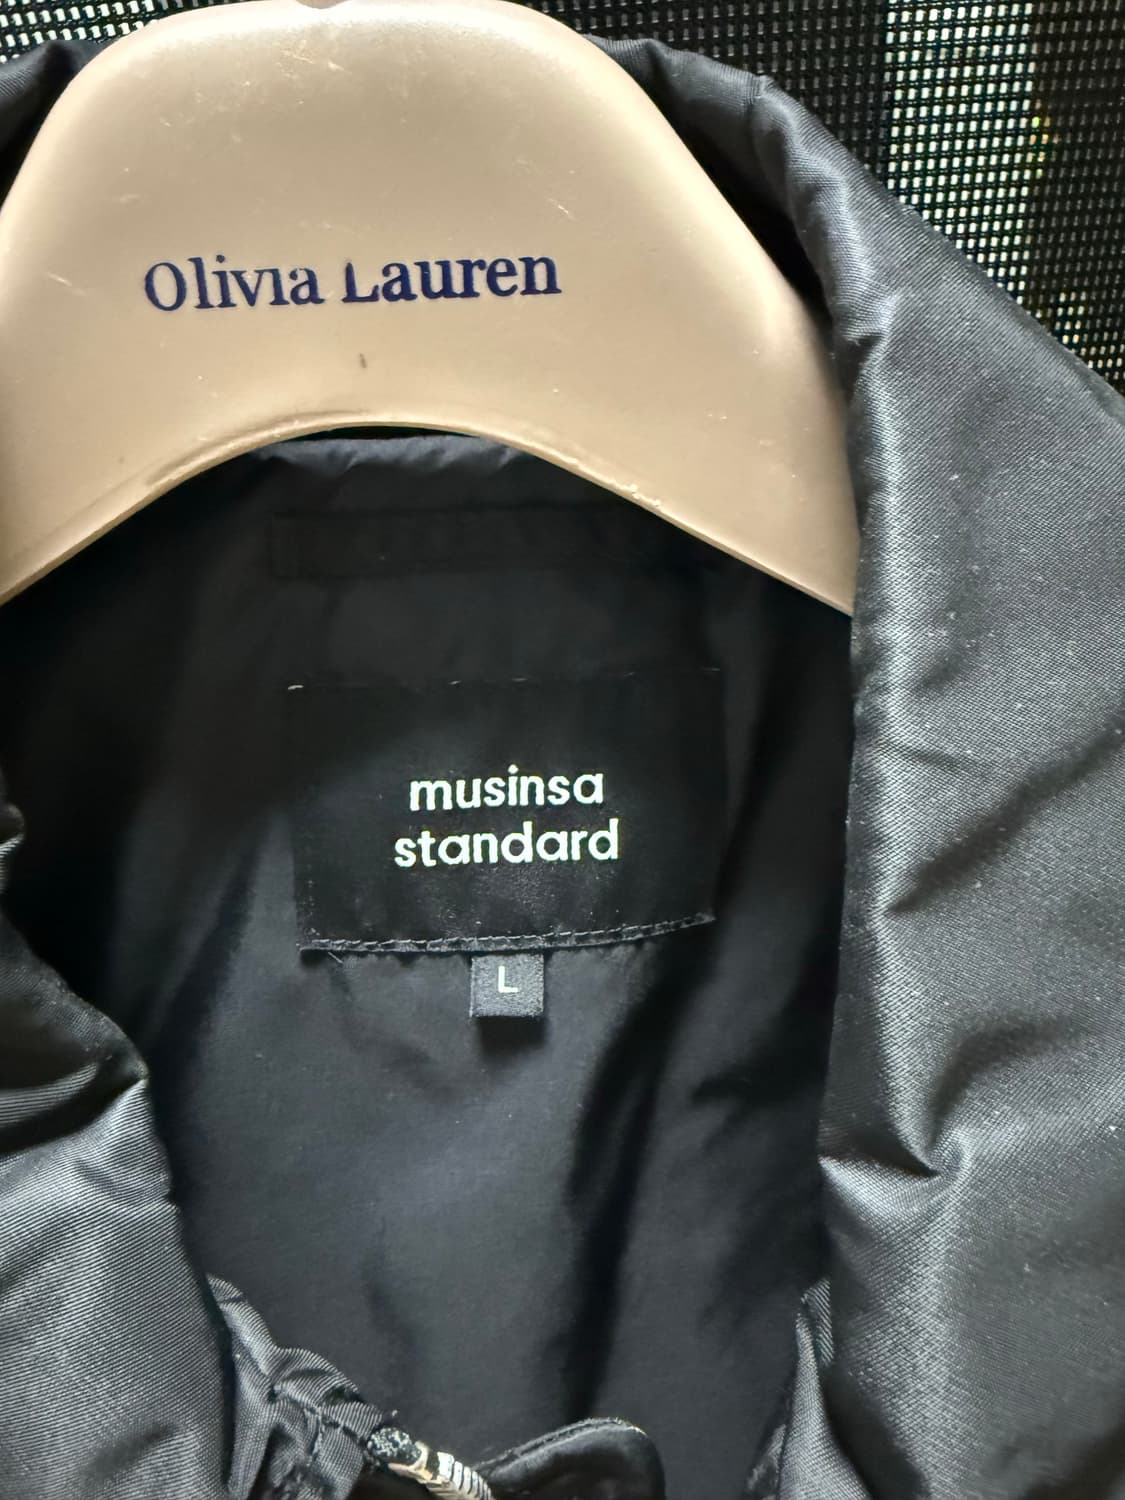 Olivia Lauren
musinsa
standard
L